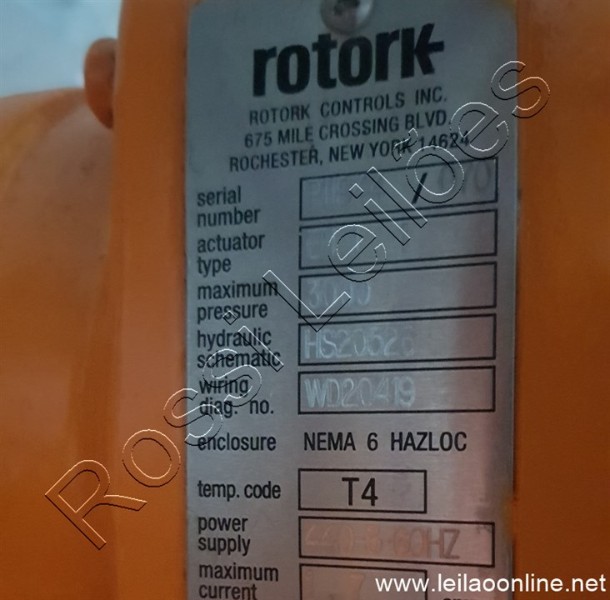 rotork
ROTORK CONTROLS INC.
675 MILE CROSSING BLVD.
ROCHESTER, NEW YORK 14624
serial
number /
actuator
type
maximum
pressure
hydraulic
schematic
wiring
diag. no. WD20419
enclosure NEMA 6 HAZLOC
temp. code T4
power
supply 60HZ
maximum
current
Rossi Leilões
www.leilaoonline.net